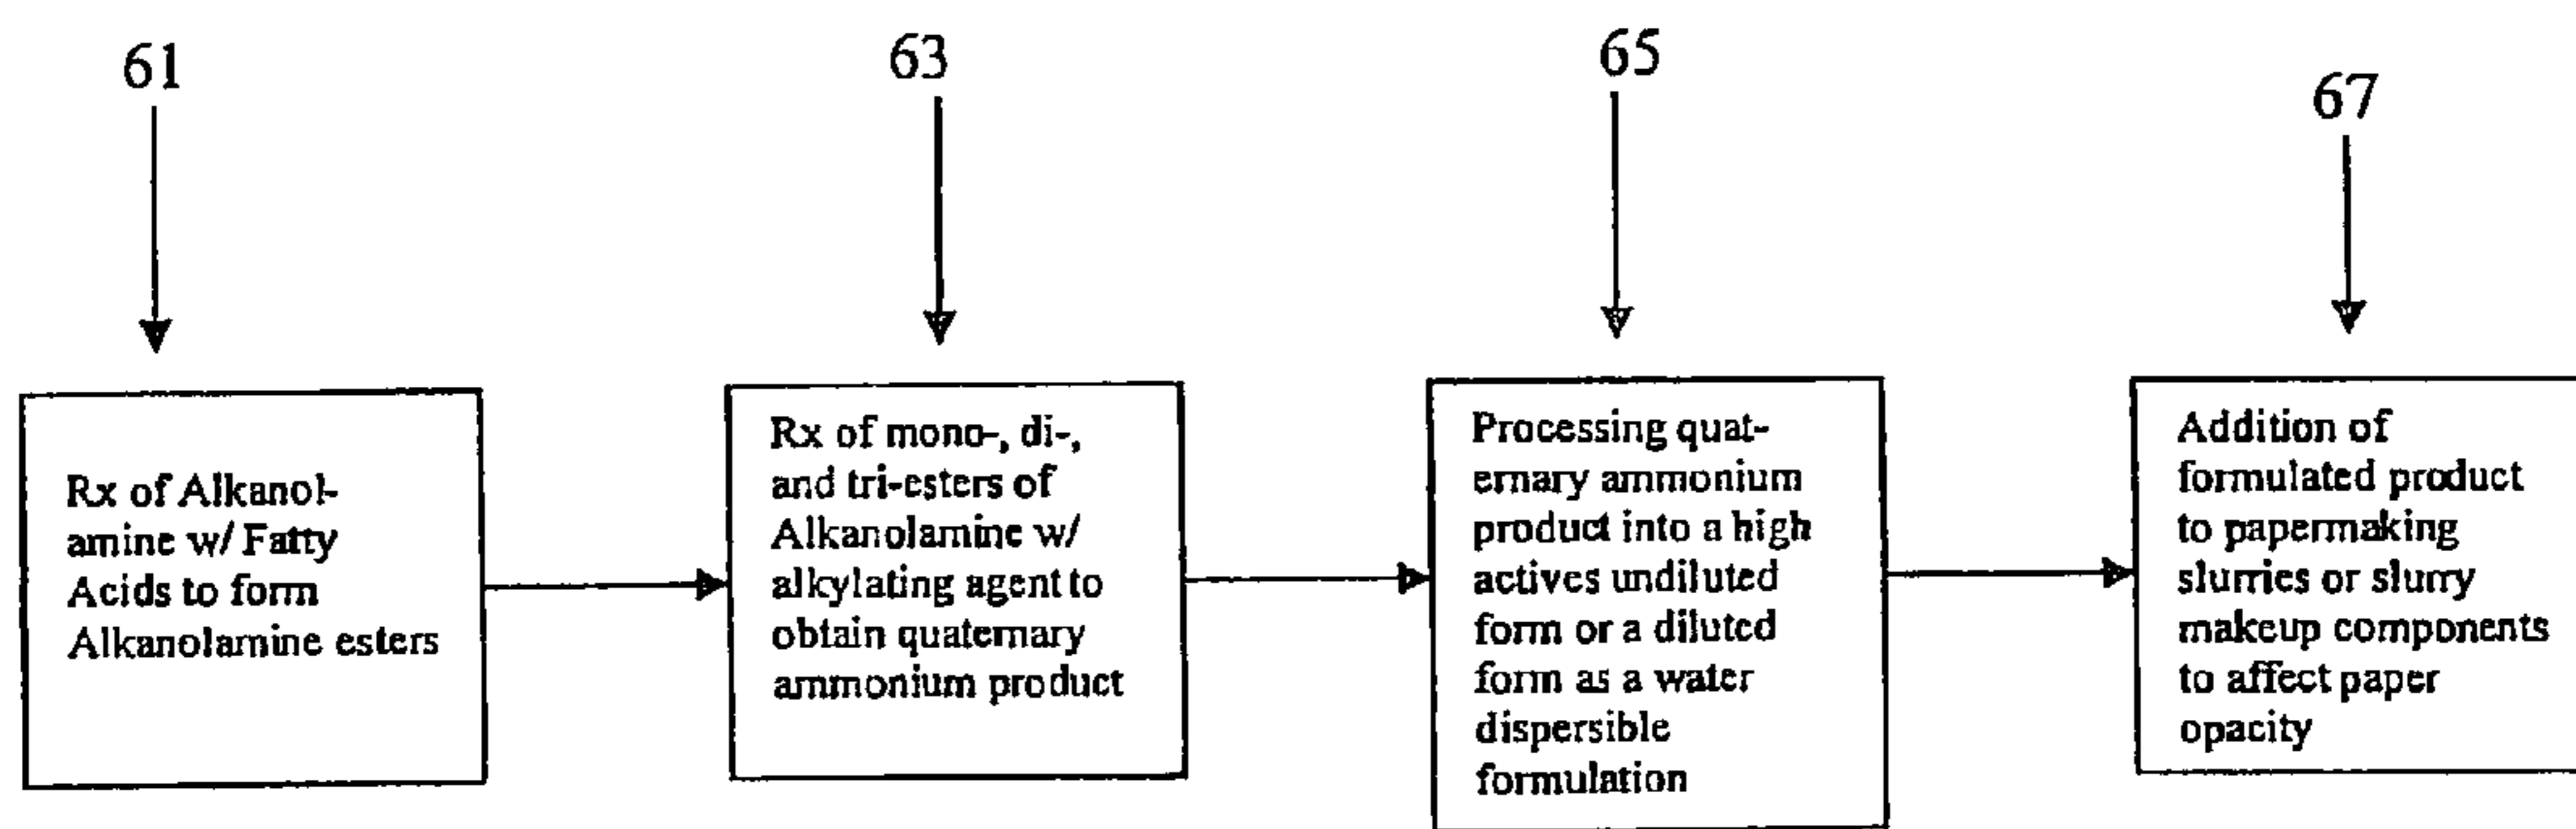 61
63
65
67
Rx of Alkanol-
amine w/ Fatty
Acids to form
Alkanolamine esters
Rx of mono-, di-,
and tri-esters of
Alkanolamine w/
alkylating agent to
obtain quaternary
ammonium product
Processing quat-
ernary ammonium
product into a high
actives undiluted
form or a diluted
form as a water
dispersible
formulation
Addition of
formulated product
to papermaking
slurries or slurry
makeup components
to affect paper
opacity